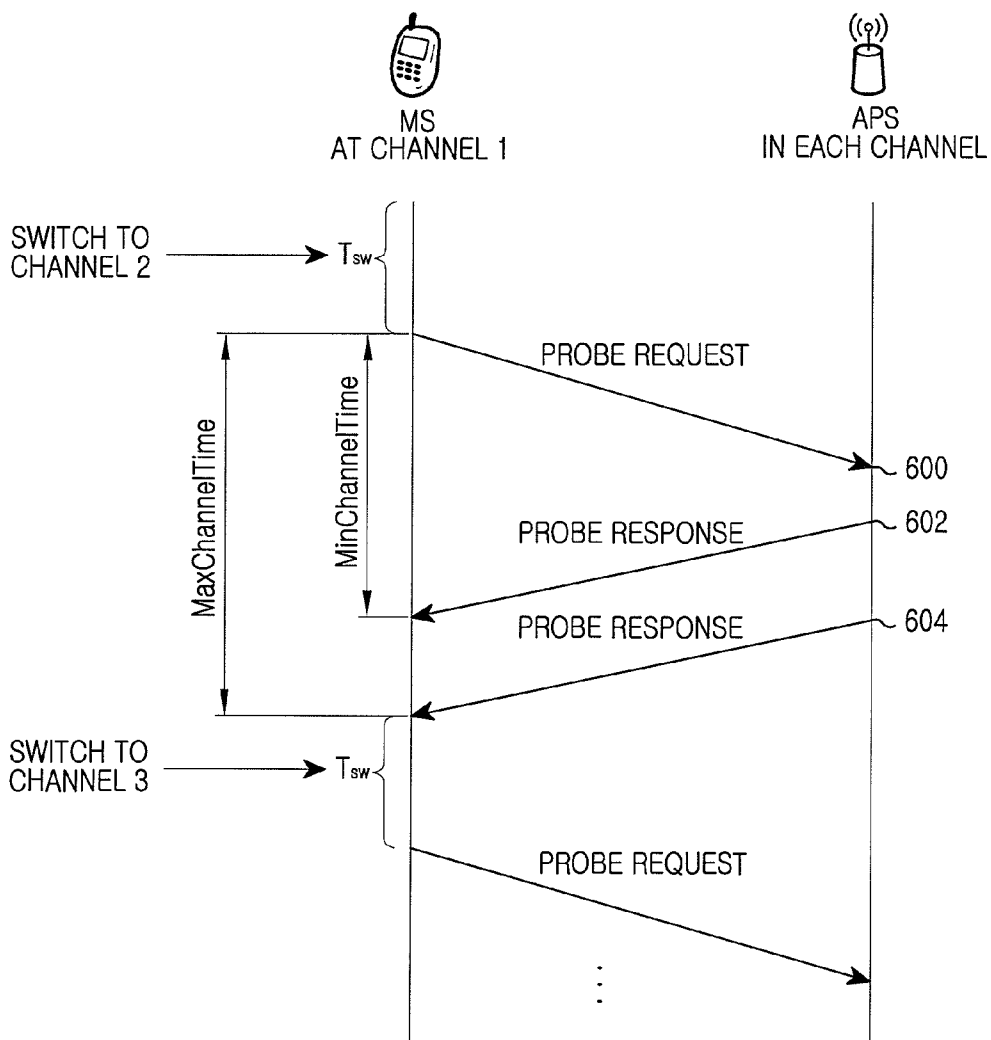 MS
AT CHANNEL 1
APS
IN EACH CHANNEL
SWITCH TO
CHANNEL 2
Tsw
PROBE REQUEST
MaxChannelTime
MinChannelTime
600
PROBE RESPONSE
602
PROBE RESPONSE
604
SWITCH TO
CHANNEL 3
Tsw
PROBE REQUEST